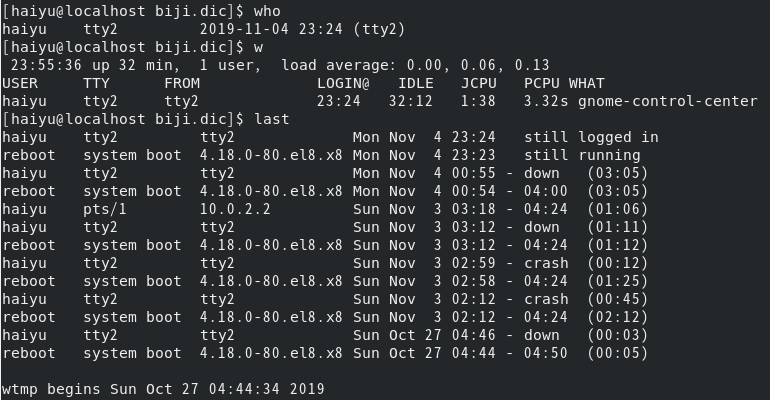 [haiyu@localhost biji.dic]$ who
haiyu    tty2         2019-11-04 23:24 (tty2)
[haiyu@localhost biji.dic]$ w
 23:55:36 up 32 min,  1 user,  load average: 0.00, 0.06, 0.13
USER     TTY      FROM             LOGIN@   IDLE   JCPU   PCPU WHAT
haiyu    tty2     tty2             23:24   32:12   1:38   3.32s gnome-control-center
[haiyu@localhost biji.dic]$ last
haiyu    tty2         tty2             Mon Nov  4 23:24   still logged in
reboot   system boot  4.18.0-80.el8.x8 Mon Nov  4 23:23   still running
haiyu    tty2         tty2             Mon Nov  4 00:55 - down   (03:05)
reboot   system boot  4.18.0-80.el8.x8 Mon Nov  4 00:54 - 04:00  (03:05)
haiyu    pts/1        10.0.2.2         Sun Nov  3 03:18 - 04:24  (01:06)
haiyu    tty2         tty2             Sun Nov  3 03:12 - down   (01:11)
reboot   system boot  4.18.0-80.el8.x8 Sun Nov  3 03:12 - 04:24  (01:12)
haiyu    tty2         tty2             Sun Nov  3 02:59 - crash  (00:12)
reboot   system boot  4.18.0-80.el8.x8 Sun Nov  3 02:58 - 04:24  (01:25)
haiyu    tty2         tty2             Sun Nov  3 02:12 - crash  (00:45)
reboot   system boot  4.18.0-80.el8.x8 Sun Nov  3 02:12 - 04:24  (02:12)
haiyu    tty2         tty2             Sun Oct 27 04:46 - down   (00:03)
reboot   system boot  4.18.0-80.el8.x8 Sun Oct 27 04:44 - 04:50  (00:05)

wtmp begins Sun Oct 27 04:44:34 2019